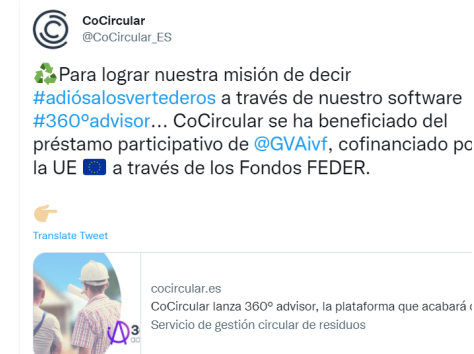 CoCircular
@CoCircular_ES
Para lograr nuestra misión de decir
#adiósalosvertederos a través de nuestro software
#360ºadvisor... CoCircular se ha beneficiado del
préstamo participativo de @GVAivf, cofinanciado po
la UE a través de los Fondos FEDER.
Translate Tweet
cocircular.es
CoCircular lanza 360º advisor, la plataforma que acabará
Servicio de gestión circular de residuos